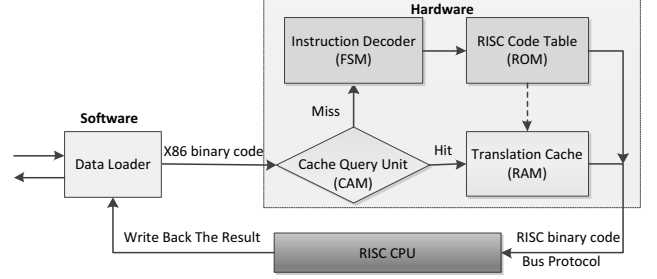 Hardware
Instruction Decoder
(FSM)
RISC Code Table
(ROM)
Miss
Software
Data Loader
X86 binary code
Cache Query Unit
(CAM)
Hit
Translation Cache
(RAM)
Write Back The Result
RISC CPU
RISC binary code
Bus Protocol